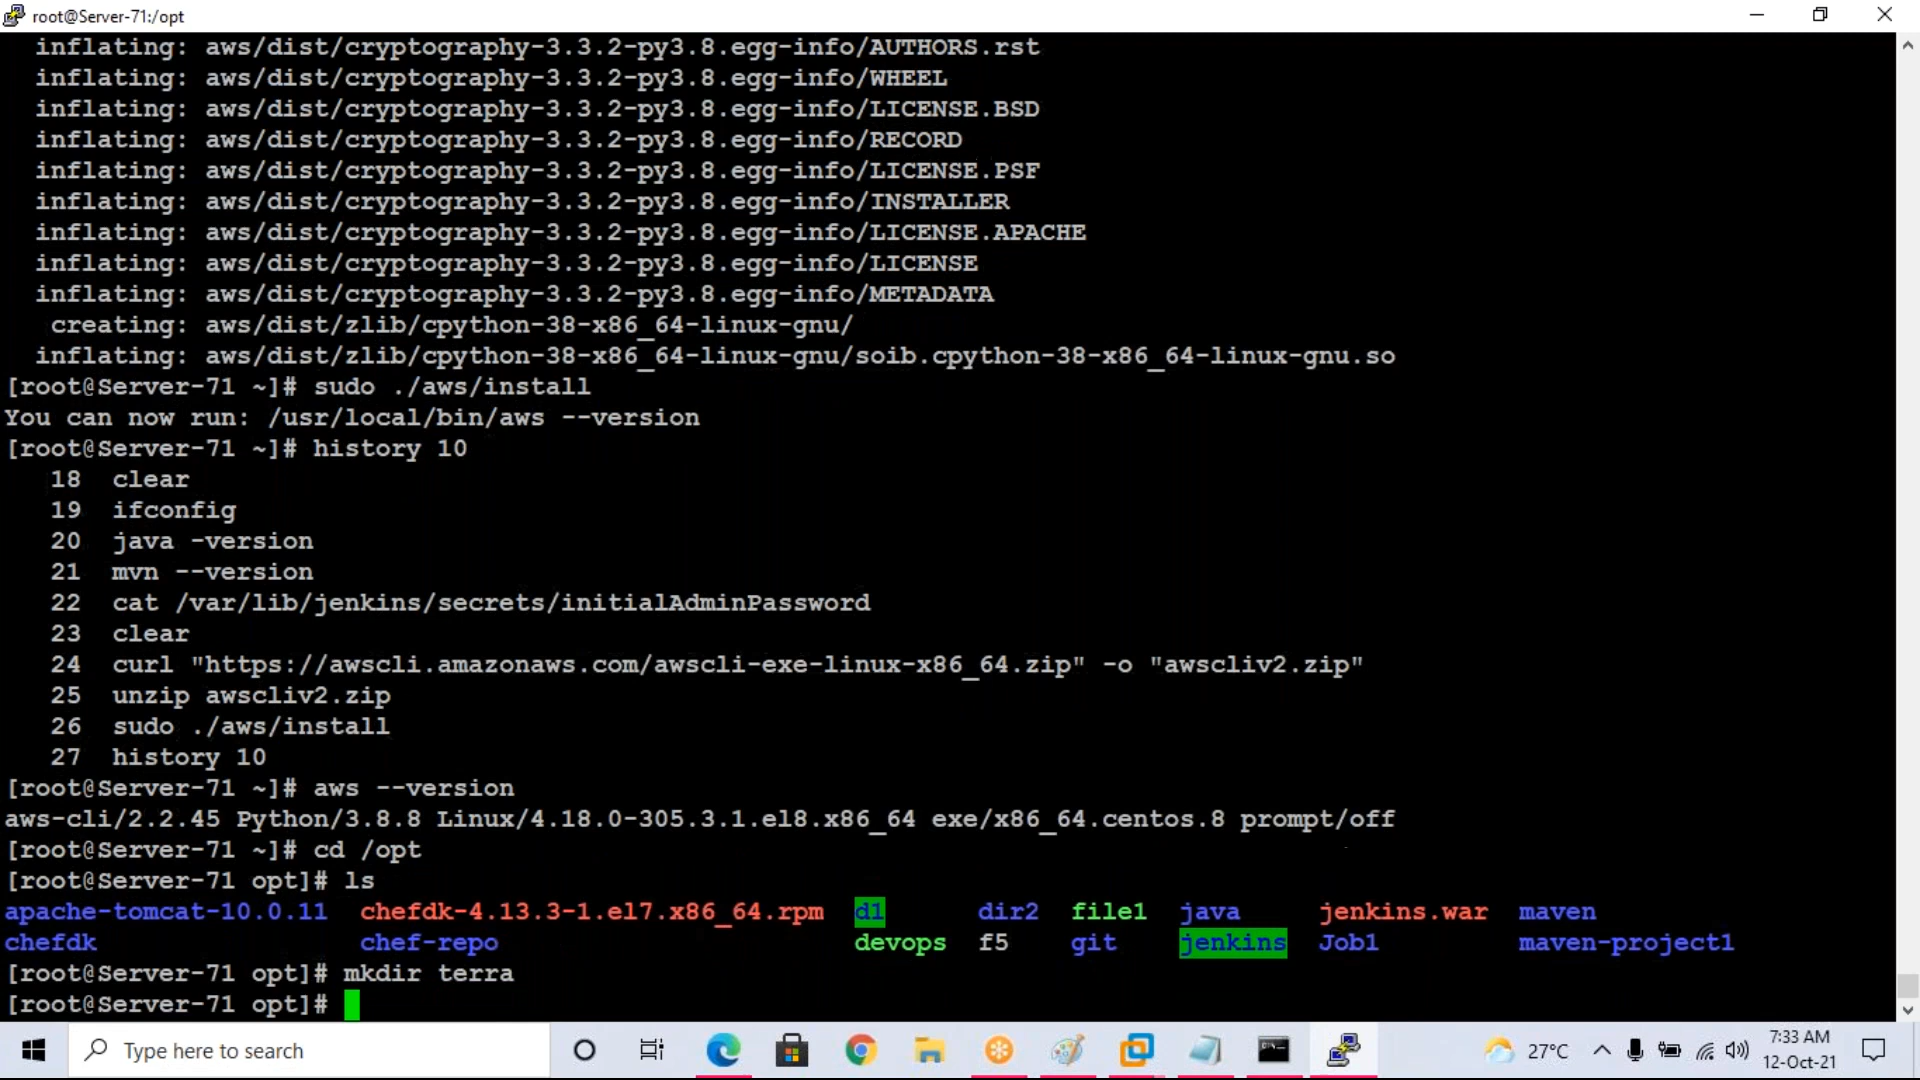 root@Server-71:/opt
inflating: aws/dist/cryptography-3.3.2-py3.8.egg-info/AUTHORS.rst
inflating: aws/dist/cryptography-3.3.2-py3.8.egg-info/WHEEL
inflating: aws/dist/cryptography-3.3.2-py3.8.egg-info/LICENSE.BSD
inflating: aws/dist/cryptography-3.3.2-py3.8.egg-info/RECORD
inflating: aws/dist/cryptography-3.3.2-py3.8.egg-info/LICENSE.PSF
inflating: aws/dist/cryptography-3.3.2-py3.8.egg-info/INSTALLER
inflating: aws/dist/cryptography-3.3.2-py3.8.egg-info/LICENSE.APACHE
inflating: aws/dist/cryptography-3.3.2-py3.8.egg-info/LICENSE
inflating: aws/dist/cryptography-3.3.2-py3.8.egg-info/METADATA
creating: aws/dist/zlib/cpython-38-x86_64-linux-gnu/
inflating: aws/dist/zlib/cpython-38-x86_64-linux-gnu/soib.cpython-38-x86_64-linux-gnu.so
[root@Server-71 ~]# sudo ./aws/install
You can now run: /usr/local/bin/aws --version
[root@Server-71 ~]# history 10
18 clear
19 ifconfig
20 java -version
21 mvn --version
22 cat /var/lib/jenkins/secrets/initialAdminPassword
23 clear
24 curl "https://awscli.amazonaws.com/awscli-exe-linux-x86_64.zip" -o "awscliv2.zip"
25 unzip awscliv2.zip
26 sudo ./aws/install
27 history 10
[root@Server-71 ~]# aws --version
aws-cli/2.2.45 Python/3.8.8 Linux/4.18.0-305.3.1.el8.x86_64 exe/x86_64.centos.8 prompt/off
[root@Server-71 ~]# cd /opt
[root@Server-71 opt]# ls
apache-tomcat-10.0.11 chefdk-4.13.3-1.el7.x86_64.rpm d1 dir2 file1 java jenkins.war maven
chefdk chef-repo devops f5 git jenkins Job1 maven-project1
[root@Server-71 opt]# mkdir terra
[root@Server-71 opt]#
Type here to search
27°C
7:33 AM
12-Oct-21